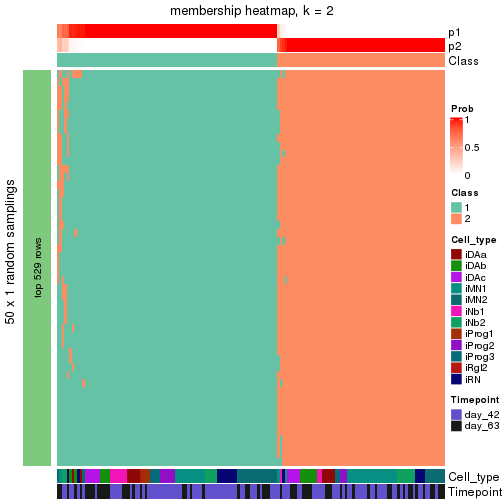 membership heatmap, k = 2
p1
p2
Class
50 x 1 random samplings
top 529 rows
Prob
1
0.5
0
Class
1
2
Cell_type
iDAa
iDAb
iDAc
iMN1
iMN2
iNb1
iNb2
iProg1
iProg2
iProg3
iRgl2
iRN
Timepoint
day_42
day_63
Cell_type
Timepoint